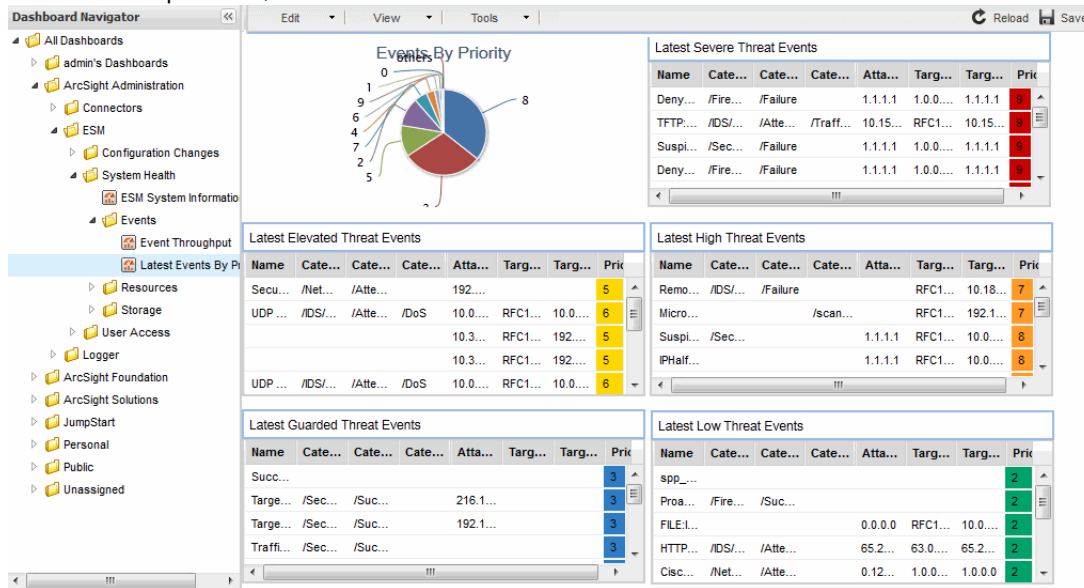 Dashboard Navigator
Edit View Tools Reload Save
All Dashboards
admin's Dashboards
ArcSight Administration
Connectors
ESM
Configuration Changes
System Health
ESM System Informatio
Events
Event Throughput
Latest Events By Pr
Resources
Storage
User Access
Logger
ArcSight Foundation
ArcSight Solutions
JumpStart
Personal
Public
Unassigned
Events By Priority
others
0
1
9
6
4
7
2
5
8
Latest Severe Threat Events
Name Cate... Cate... Cate... Atta... Targ... Targ... Pric
Deny... /Fire... /Failure 1.1.1.1 1.0.0.... 1.1.1.1 9
TFTP:... /IDS/... /Atte... /Traff... 10.15... RFC1... 10.15... 9
Suspi... /Sec... /Failure 1.1.1.1 1.0.0.... 1.1.1.1 9
Deny... /Fire... /Failure 1.1.1.1 1.0.0.... 1.1.1.1 9
Latest Elevated Threat Events
Name Cate... Cate... Cate... Atta... Targ... Targ... Pric
Secu... /Net... /Atte... 192.... 5
UDP ... /IDS/... /Atte... /DoS 10.0.... RFC1... 10.0.... 6
10.3... RFC1... 192.... 5
10.3... RFC1... 192.... 5
UDP ... /IDS/... /Atte... /DoS 10.0.... RFC1... 10.0.... 6
Latest High Threat Events
Name Cate... Cate... Cate... Atta... Targ... Targ... Pric
Remo... /IDS/... /Failure RFC1... 10.18... 7
Micro... /scan... RFC1... 192.1... 7
Suspi... /Sec... 1.1.1.1 RFC1... 10.0.... 8
IPHalf... 1.1.1.1 RFC1... 10.0.... 8
Latest Guarded Threat Events
Name Cate... Cate... Cate... Atta... Targ... Targ... Pric
Succ... 3
Targe... /Sec... /Suc... 216.1... 3
Targe... /Sec... /Suc... 192.1... 3
Traffi... /Sec... /Suc... 3
Latest Low Threat Events
Name Cate... Cate... Cate... Atta... Targ... Targ... Pric
spp_... 2
Proa... /Fire... /Suc... 2
FILE:I... 0.0.0.0 RFC1... 10.0.... 2
HTTP... /IDS/... /Atte... 65.2... 63.0... 65.2... 2
Cisc... /Net... /Atte... 0.12... 1.0.0... 1.0.0.0 2